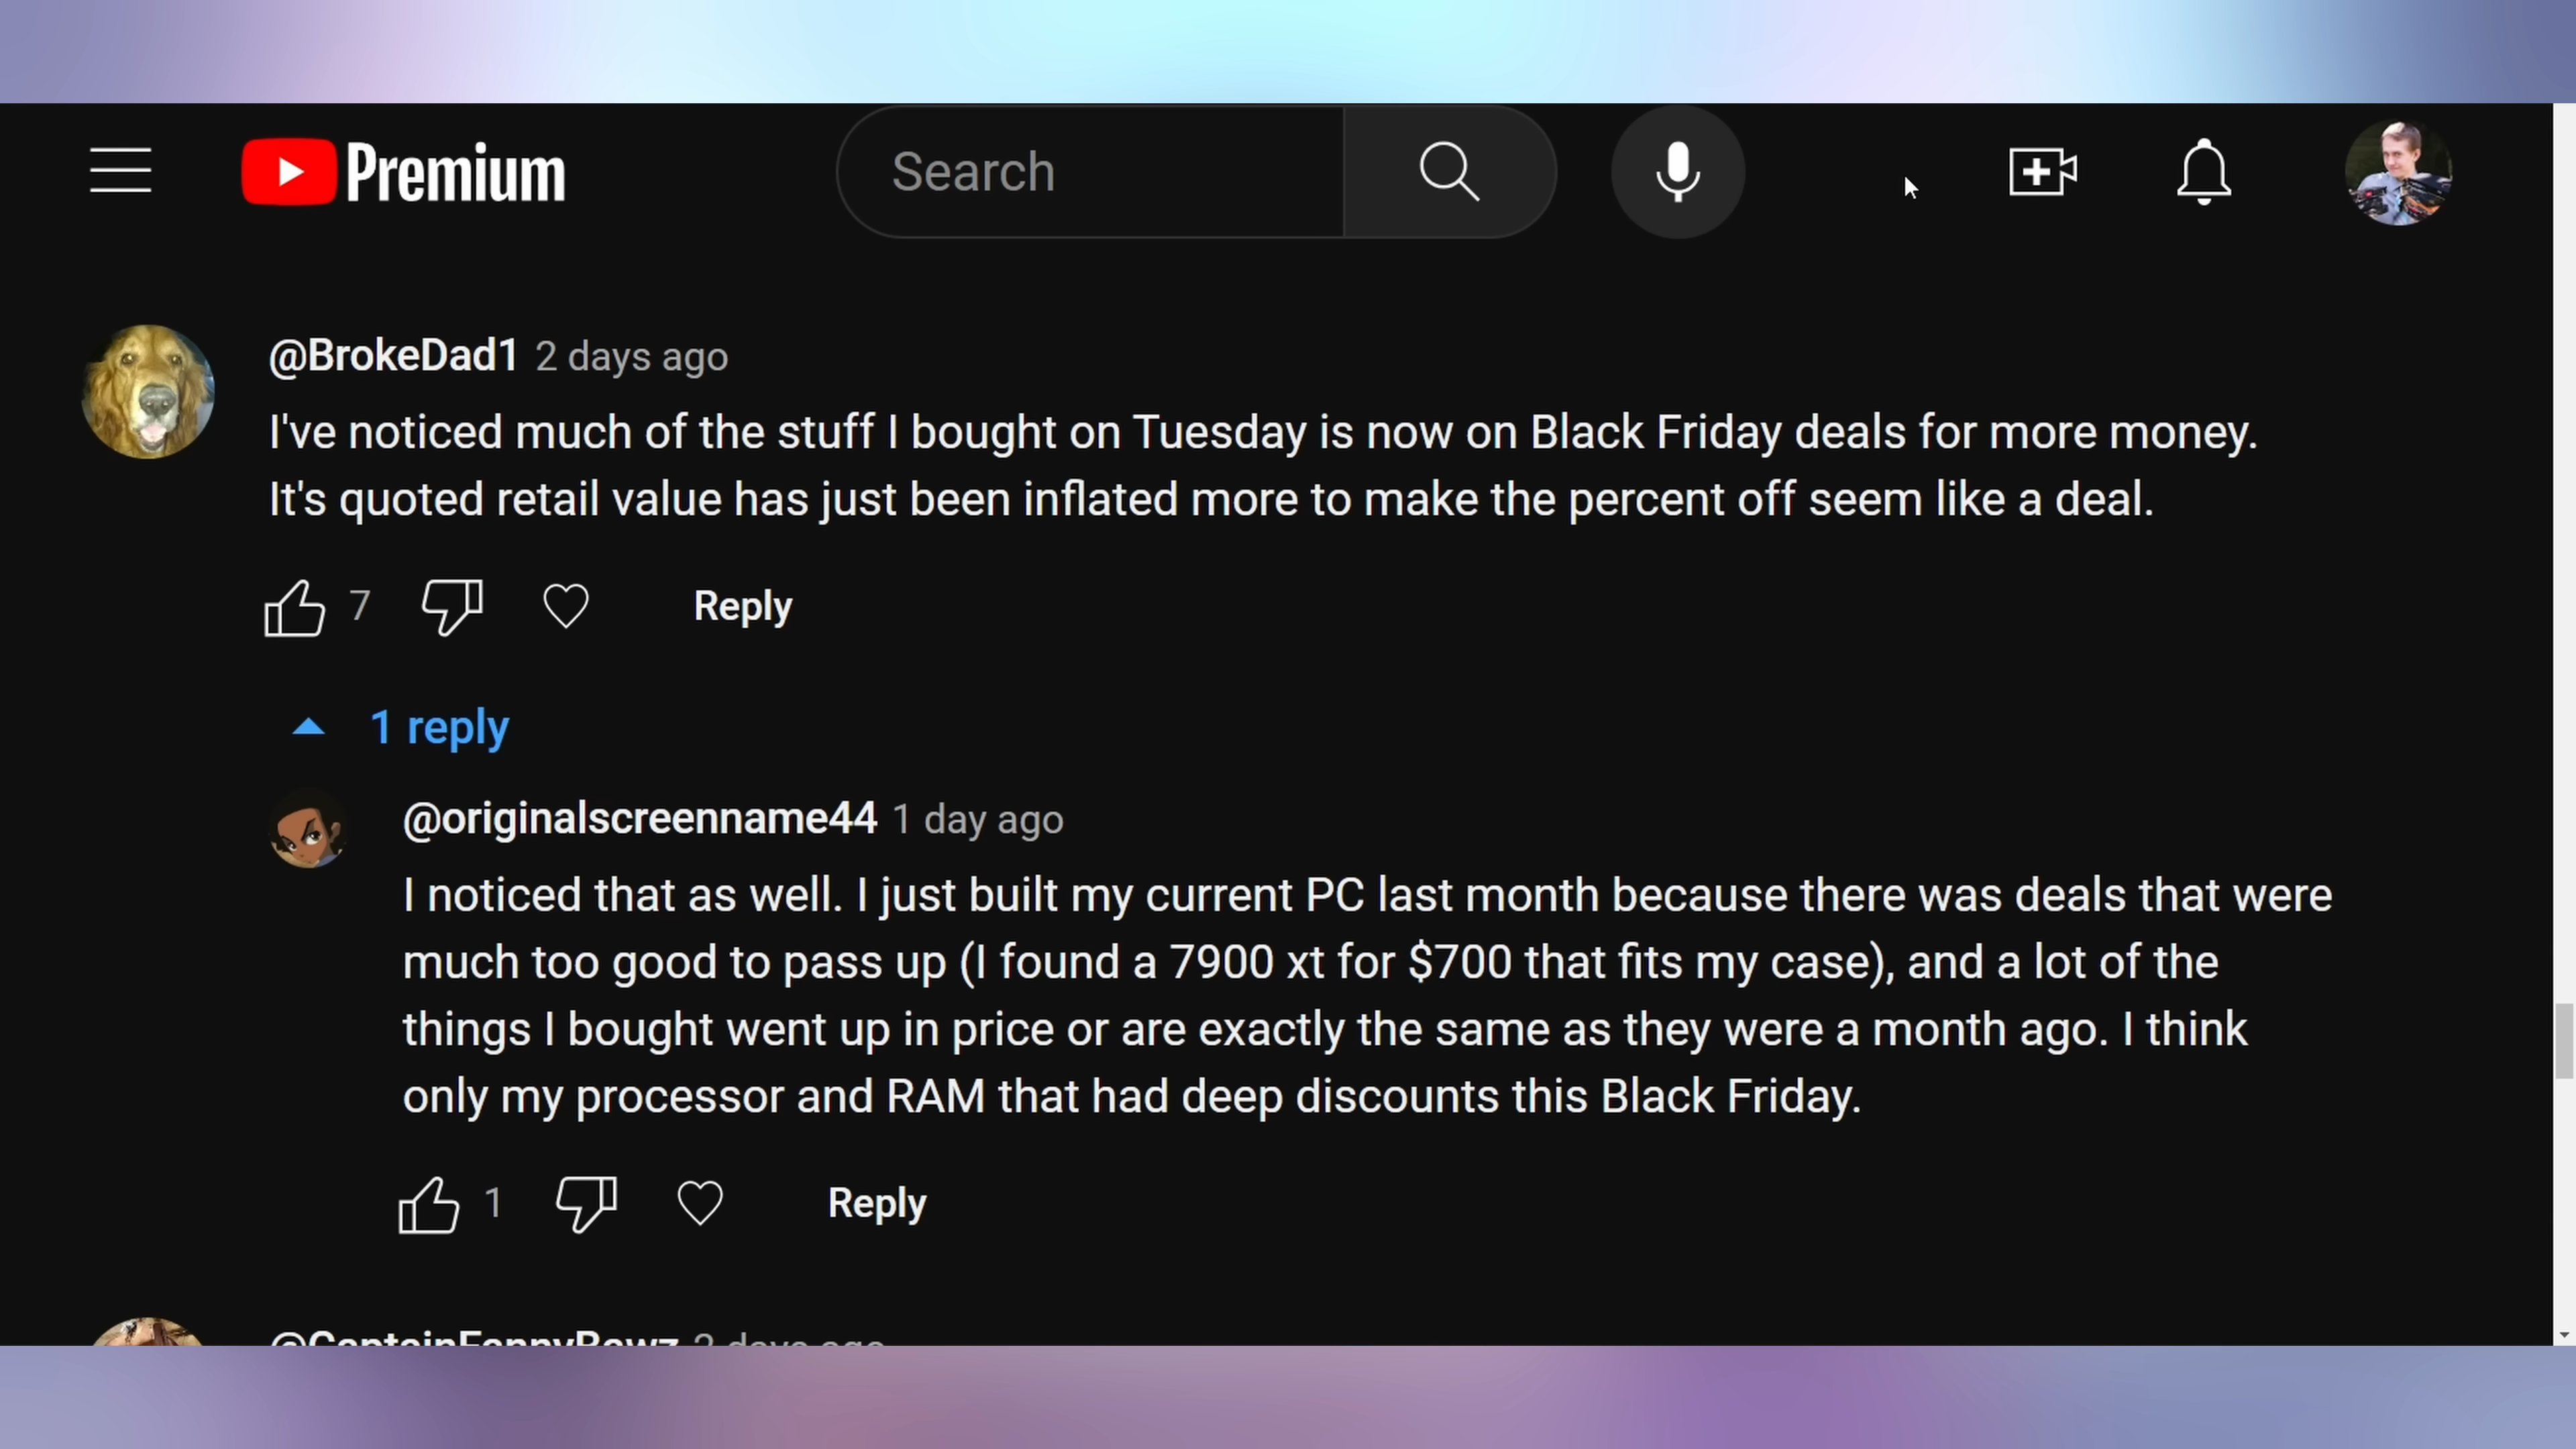 Premium
Search
@BrokeDad1 2 days ago
I've noticed much of the stuff I bought on Tuesday is now on Black Friday deals for more money.
It's quoted retail value has just been inflated more to make the percent off seem like a deal.
7 Reply
1 reply
@originalscreenname44 1 day ago
I noticed that as well. I just built my current PC last month because there was deals that were
much too good to pass up (I found a 7900 xt for $700 that fits my case), and a lot of the
things I bought went up in price or are exactly the same as they were a month ago. I think
only my processor and RAM that had deep discounts this Black Friday.
1 Reply
2 days ago